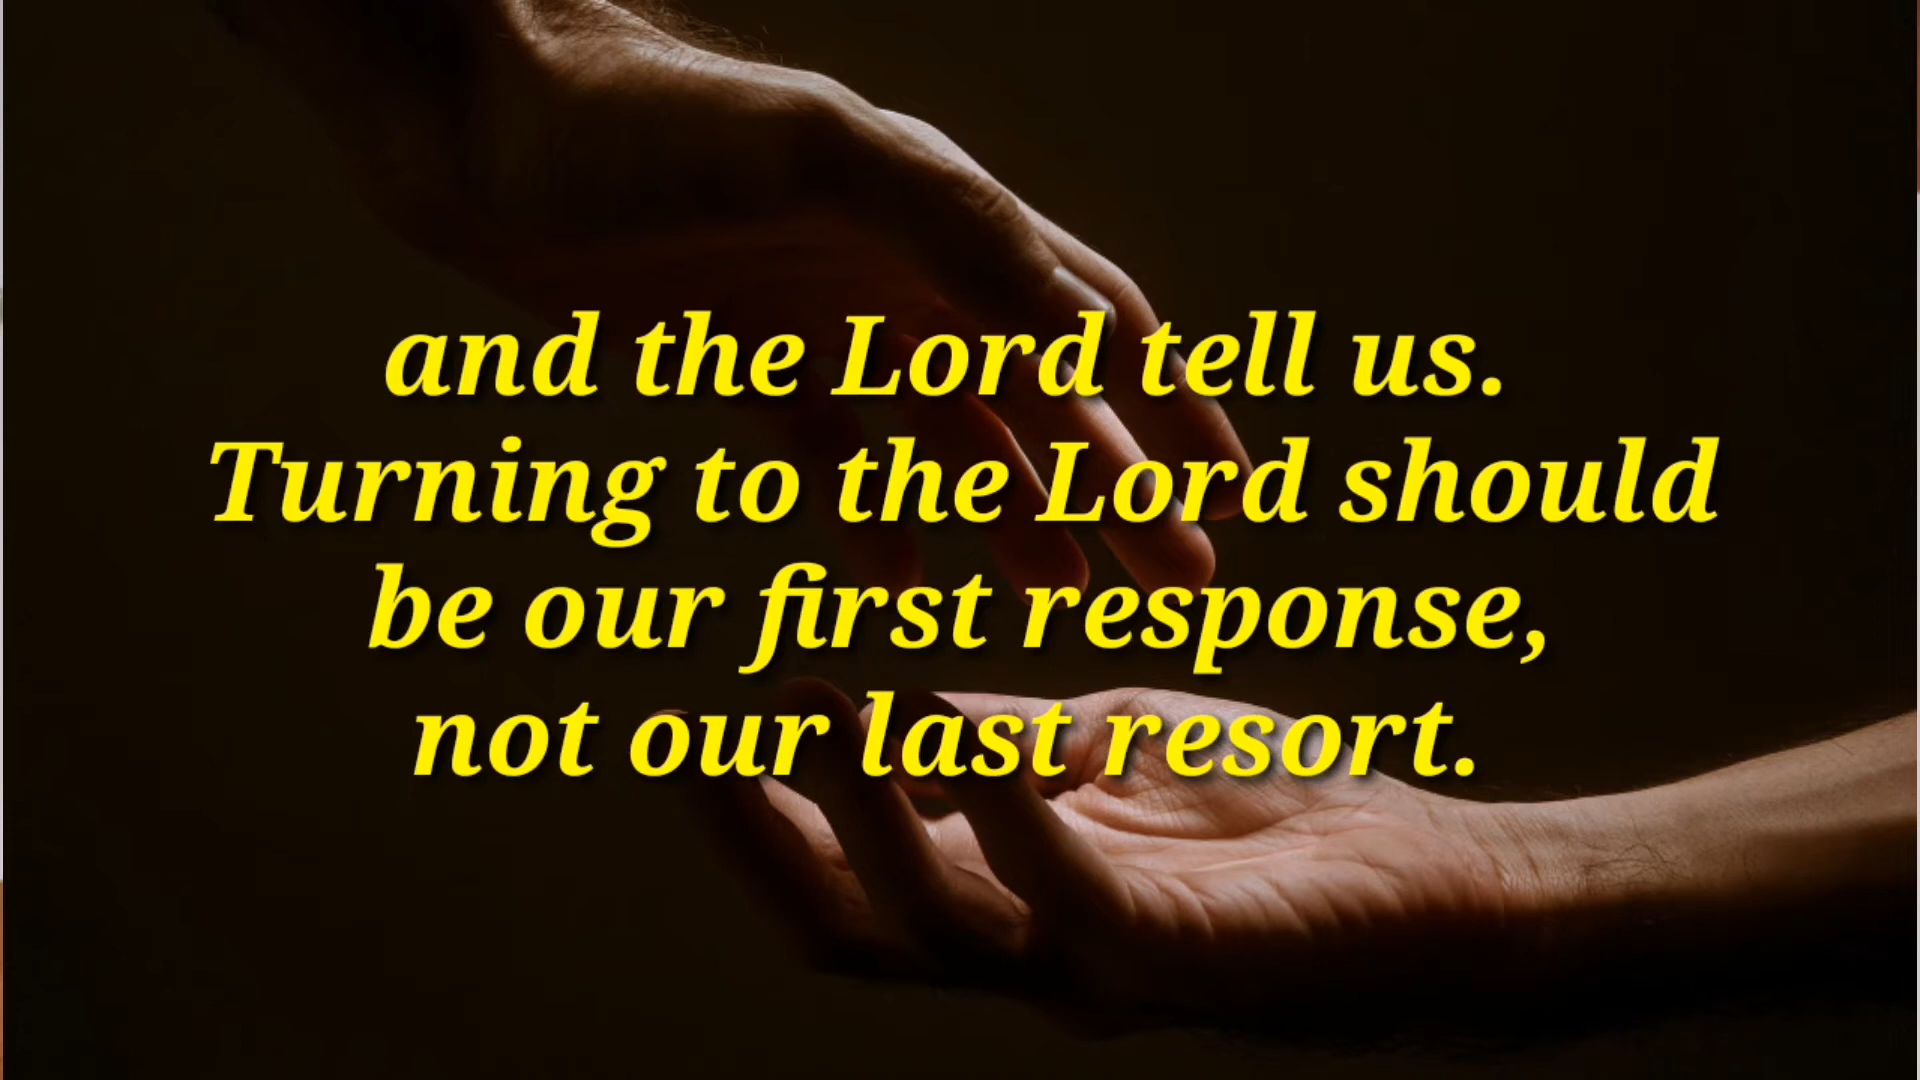 and the Lord tell us.
Turning to the Lord should
be our first response,
not our last resort.